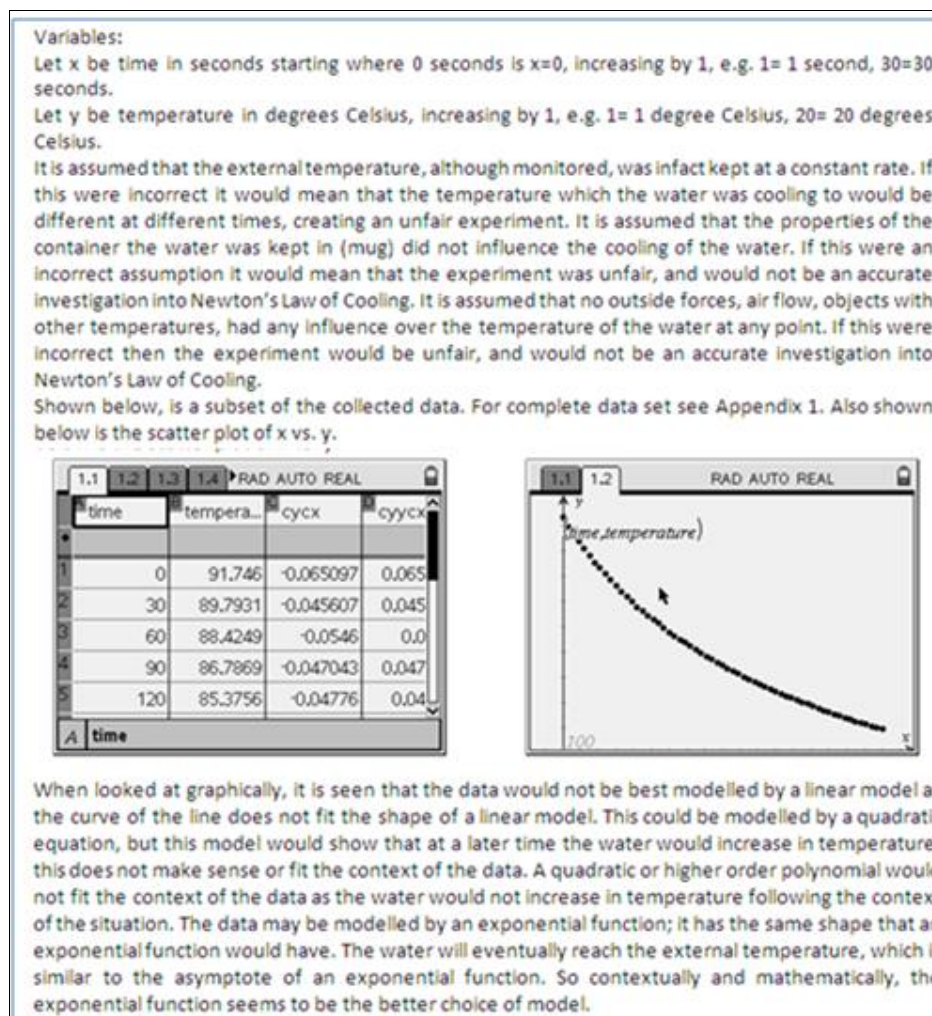 Variables:
Let x be time in seconds starting where 0 seconds is x=0, increasing by 1, e.g. 1= 1 second, 30=30
seconds.
Let y be temperature in degrees Celsius, increasing by 1, e.g. 1= 1 degree Celsius, 20= 20 degrees
Celsius.
It is assumed that the external temperature, although monitored, was infact kept at a constant rate. If
this were incorrect it would mean that the temperature which the water was cooling to would be
different at different times, creating an unfair experiment. It is assumed that the properties of the
container the water was kept in (mug) did not influence the cooling of the water. If this were an
incorrect assumption it would mean that the experiment was unfair, and would not be an accurate
investigation into Newton's Law of Cooling. It is assumed that no outside forces, air flow, objects with
other temperatures, had any influence over the temperature of the water at any point. If this were
incorrect then the experiment would be unfair, and would not be an accurate investigation into
Newton's Law of Cooling.
Shown below, is a subset of the collected data. For complete data set see Appendix 1. Also shown
below is the scatter plot of x vs. y.
1.1 1.2 1.3 1.4 RAD AUTO REAL
A time B tempera... C cycx D cyycx
1 0 91.746 -0.065097 0.065
2 30 89.7931 -0.045607 0.045
3 60 88.4249 -0.0546 0.0
4 90 86.7869 -0.047043 0.047
5 120 85.3756 -0.04776 0.04
A time
1.1 1.2 RAD AUTO REAL
y
(time,temperature)
100
x
When looked at graphically, it is seen that the data would not be best modelled by a linear model a
the curve of the line does not fit the shape of a linear model. This could be modelled by a quadrati
equation, but this model would show that at a later time the water would increase in temperature
this does not make sense or fit the context of the data. A quadratic or higher order polynomial woul
not fit the context of the data as the water would not increase in temperature following the contex
of the situation. The data may be modelled by an exponential function; it has the same shape that a
exponential function would have. The water will eventually reach the external temperature, which i
similar to the asymptote of an exponential function. So contextually and mathematically, the
exponential function seems to be the better choice of model.